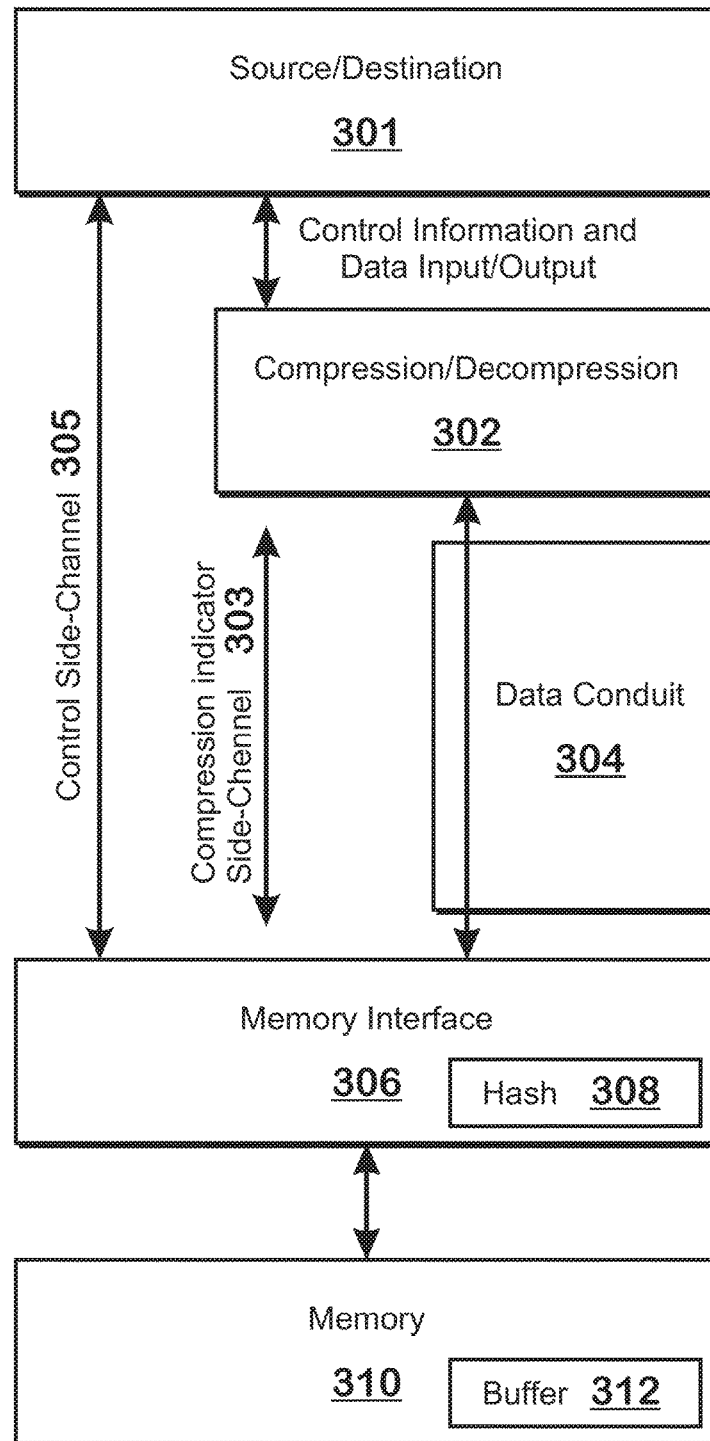 Source/Destination
301
Control Information and
Data Input/Output
Compression/Decompression
302
Control Side-Channel 305
Compression indicator
Side-Chennel 303
Data Conduit
304
Memory Interface
306
Hash 308
Memory
310
Buffer 312